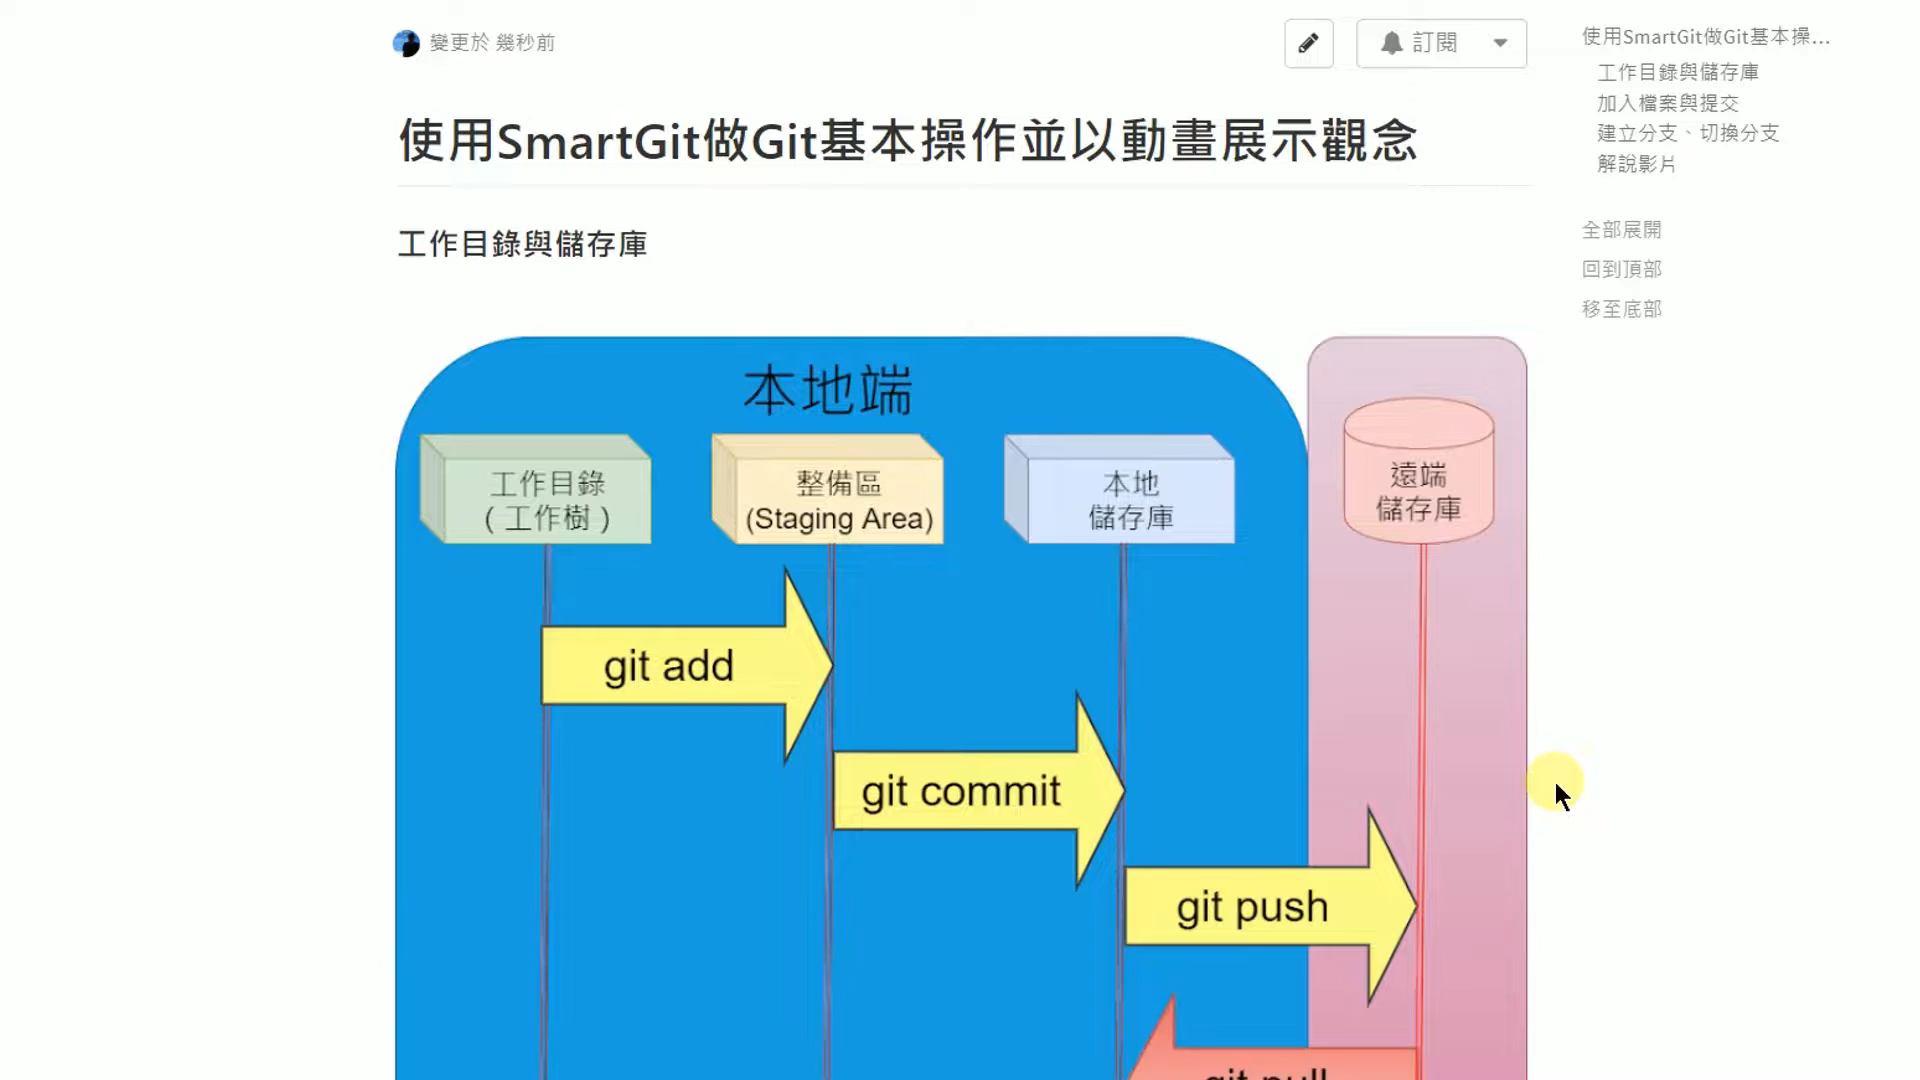 變更於 幾秒前
訂閱
使用SmartGit做Git基本操作並以動畫展示觀念
工作目錄與儲存庫
本地端
工作目錄
(工作樹)
整備區
(Staging Area)
本地
儲存庫
遠端
儲存庫
git add
git commit
git push
git pull
使用SmartGit做Git基本操...
工作目錄與儲存庫
加入檔案與提交
建立分支、切換分支
解說影片
全部展開
回到頂部
移至底部